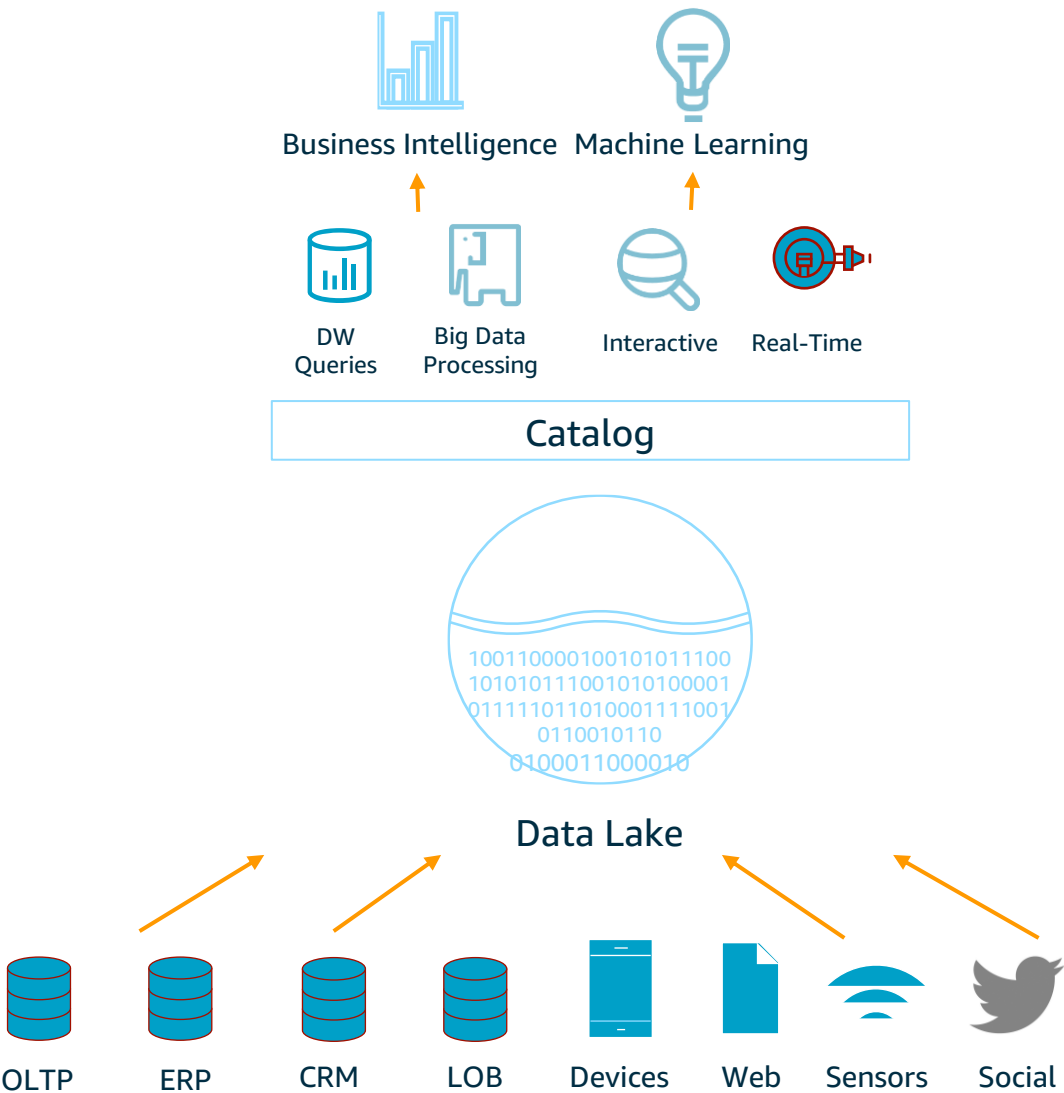 Business Intelligence Machine Learning
DW
Queries
Big Data
Processing
Interactive
Real-Time
Catalog
100110000100101011100
101010111001010100001
011111011010001111001
0110010110
0100011000010
Data Lake
OLTP ERP CRM LOB Devices Web Sensors Social